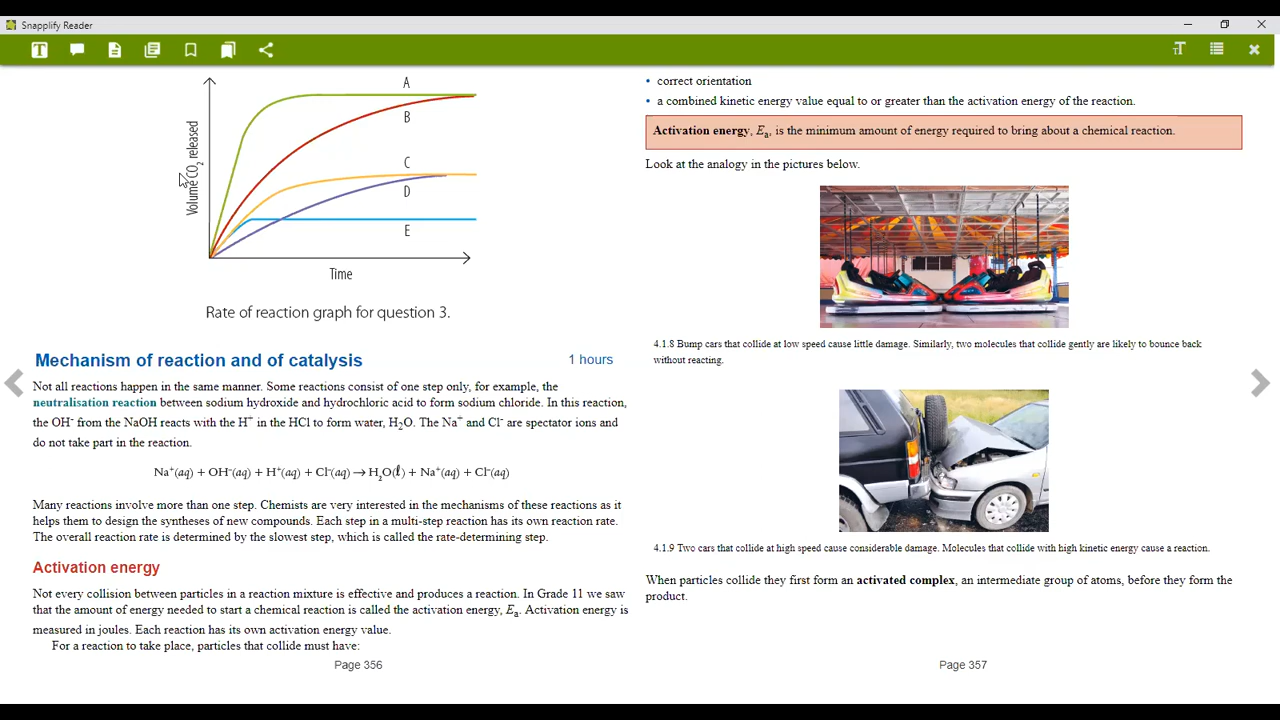 Snapplify Reader
A
B
C
D
E
Volume CO₂ released
Time
Rate of reaction graph for question 3.
Mechanism of reaction and of catalysis 1 hours
Not all reactions happen in the same manner. Some reactions consist of one step only, for example, the
neutralisation reaction between sodium hydroxide and hydrochloric acid to form sodium chloride. In this reaction,
the OH⁻ from the NaOH reacts with the H⁺ in the HCl to form water, H₂O. The Na⁺ and Cl⁻ are spectator ions and
do not take part in the reaction.
Na⁺(aq) + OH⁻(aq) + H⁺(aq) + Cl⁻(aq) → H₂O(ℓ) + Na⁺(aq) + Cl⁻(aq)
Many reactions involve more than one step. Chemists are very interested in the mechanisms of these reactions as it
helps them to design the syntheses of new compounds. Each step in a multi-step reaction has its own reaction rate.
The overall reaction rate is determined by the slowest step, which is called the rate-determining step.
Activation energy
Not every collision between particles in a reaction mixture is effective and produces a reaction. In Grade 11 we saw
that the amount of energy needed to start a chemical reaction is called the activation energy, Eₐ. Activation energy is
measured in joules. Each reaction has its own activation energy value.
For a reaction to take place, particles that collide must have:
Page 356
• correct orientation
• a combined kinetic energy value equal to or greater than the activation energy of the reaction.
Activation energy, Eₐ, is the minimum amount of energy required to bring about a chemical reaction.
Look at the analogy in the pictures below.
4.1.8 Bump cars that collide at low speed cause little damage. Similarly, two molecules that collide gently are likely to bounce back
without reacting.
4.1.9 Two cars that collide at high speed cause considerable damage. Molecules that collide with high kinetic energy cause a reaction.
When particles collide they first form an activated complex, an intermediate group of atoms, before they form the
product.
Page 357